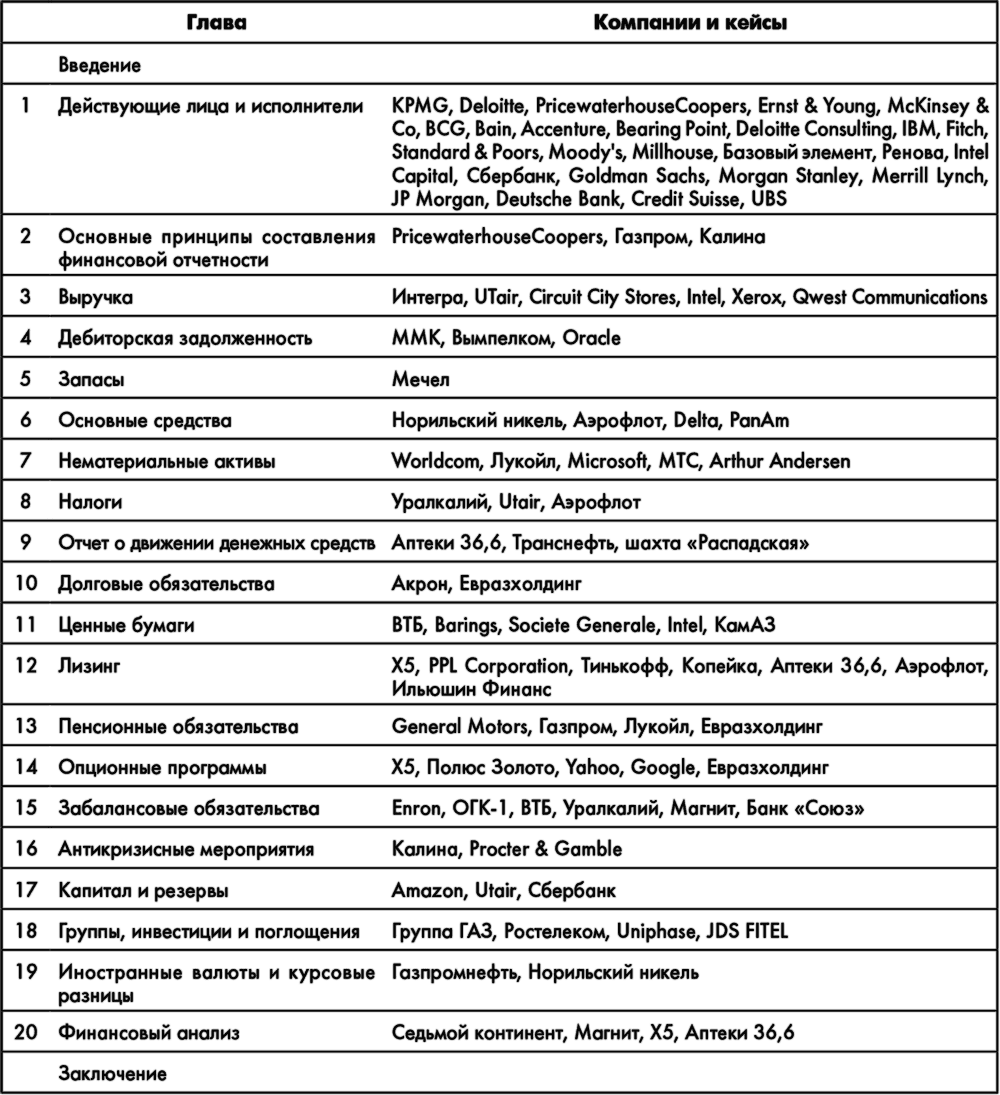 Глава Компании и кейсы
Введение
1 Действующие лица и исполнители KPMG, Deloitte, PricewaterhouseCoopers, Ernst & Young, McKinsey &
Co, BCG, Bain, Accenture, Bearing Point, Deloitte Consulting, IBM, Fitch,
Standard & Poors, Moody's, Millhouse, Базовый элемент, Ренова, Intel
Capital, Сбербанк, Goldman Sachs, Morgan Stanley, Merrill Lynch,
JP Morgan, Deutsche Bank, Credit Suisse, UBS
2 Основные принципы составления PricewaterhouseCoopers, Газпром, Калина
финансовой отчетности
3 Выручка Интегра, UTair, Circuit City Stores, Intel, Xerox, Qwest Communications
4 Дебиторская задолженность ММК, Вымпелком, Oracle
5 Запасы Мечел
6 Основные средства Норильский никель, Аэрофлот, Delta, PanAm
7 Нематериальные активы Worldcom, Лукойл, Microsoft, МТС, Arthur Andersen
8 Налоги Уралкалий, Utair, Аэрофлот
9 Отчет о движении денежных средств Аптеки 36,6, Транснефть, шахта «Распадская»
10 Долговые обязательства Акрон, Евразхолдинг
11 Ценные бумаги ВТБ, Barings, Societe Generale, Intel, КамАЗ
12 Лизинг X5, PPL Corporation, Тинькофф, Копейка, Аптеки 36,6, Аэрофлот,
Ильюшин Финанс
13 Пенсионные обязательства General Motors, Газпром, Лукойл, Евразхолдинг
14 Опционные программы X5, Полюс Золото, Yahoo, Google, Евразхолдинг
15 Забалансовые обязательства Enron, ОГК-1, ВТБ, Уралкалий, Магнит, Банк «Союз»
16 Антикризисные мероприятия Калина, Procter & Gamble
17 Капитал и резервы Amazon, Utair, Сбербанк
18 Группы, инвестиции и поглощения Группа ГАЗ, Ростелеком, Uniphase, JDS FITEL
19 Иностранные валюты и курсовые Газпромнефть, Норильский никель
разницы
20 Финансовый анализ Седьмой континент, Магнит, X5, Аптеки 36,6
Заключение